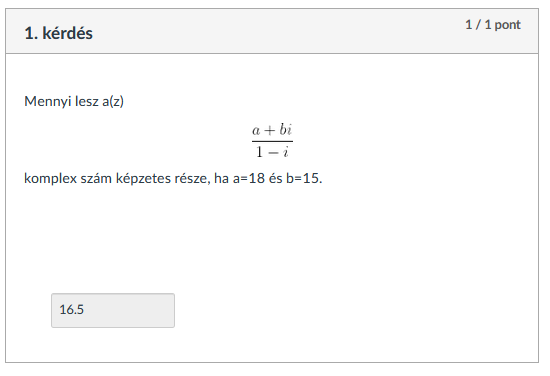 1. kérdés
1 / 1 pont
Mennyi lesz a(z)
a + bi
1 − i
komplex szám képzetes része, ha a=18 és b=15.
16.5